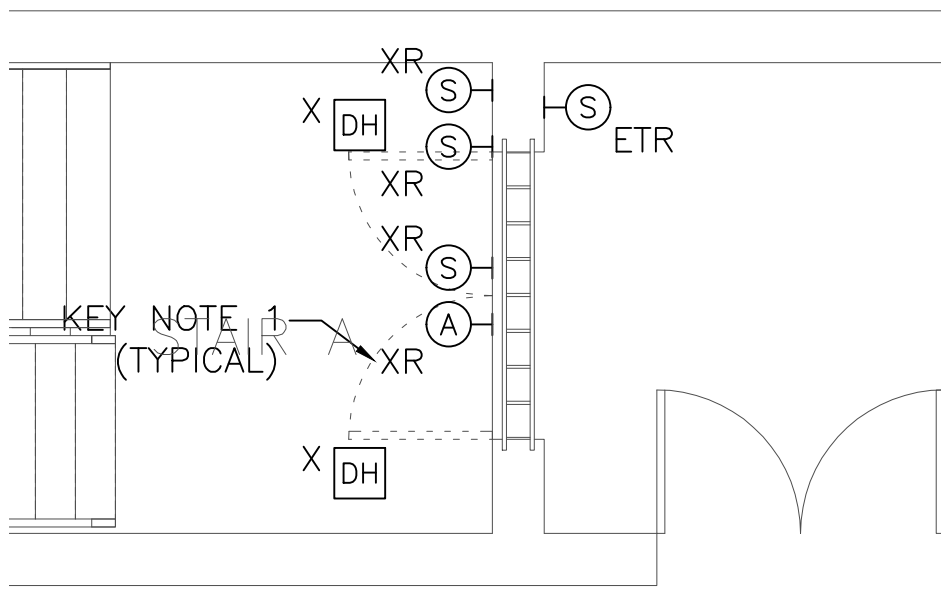 XR
S
S
ETR
X
DH
S
XR
XR
S
KEY NOTE 1
(TYPICAL)
STAIR A
A
XR
X
DH